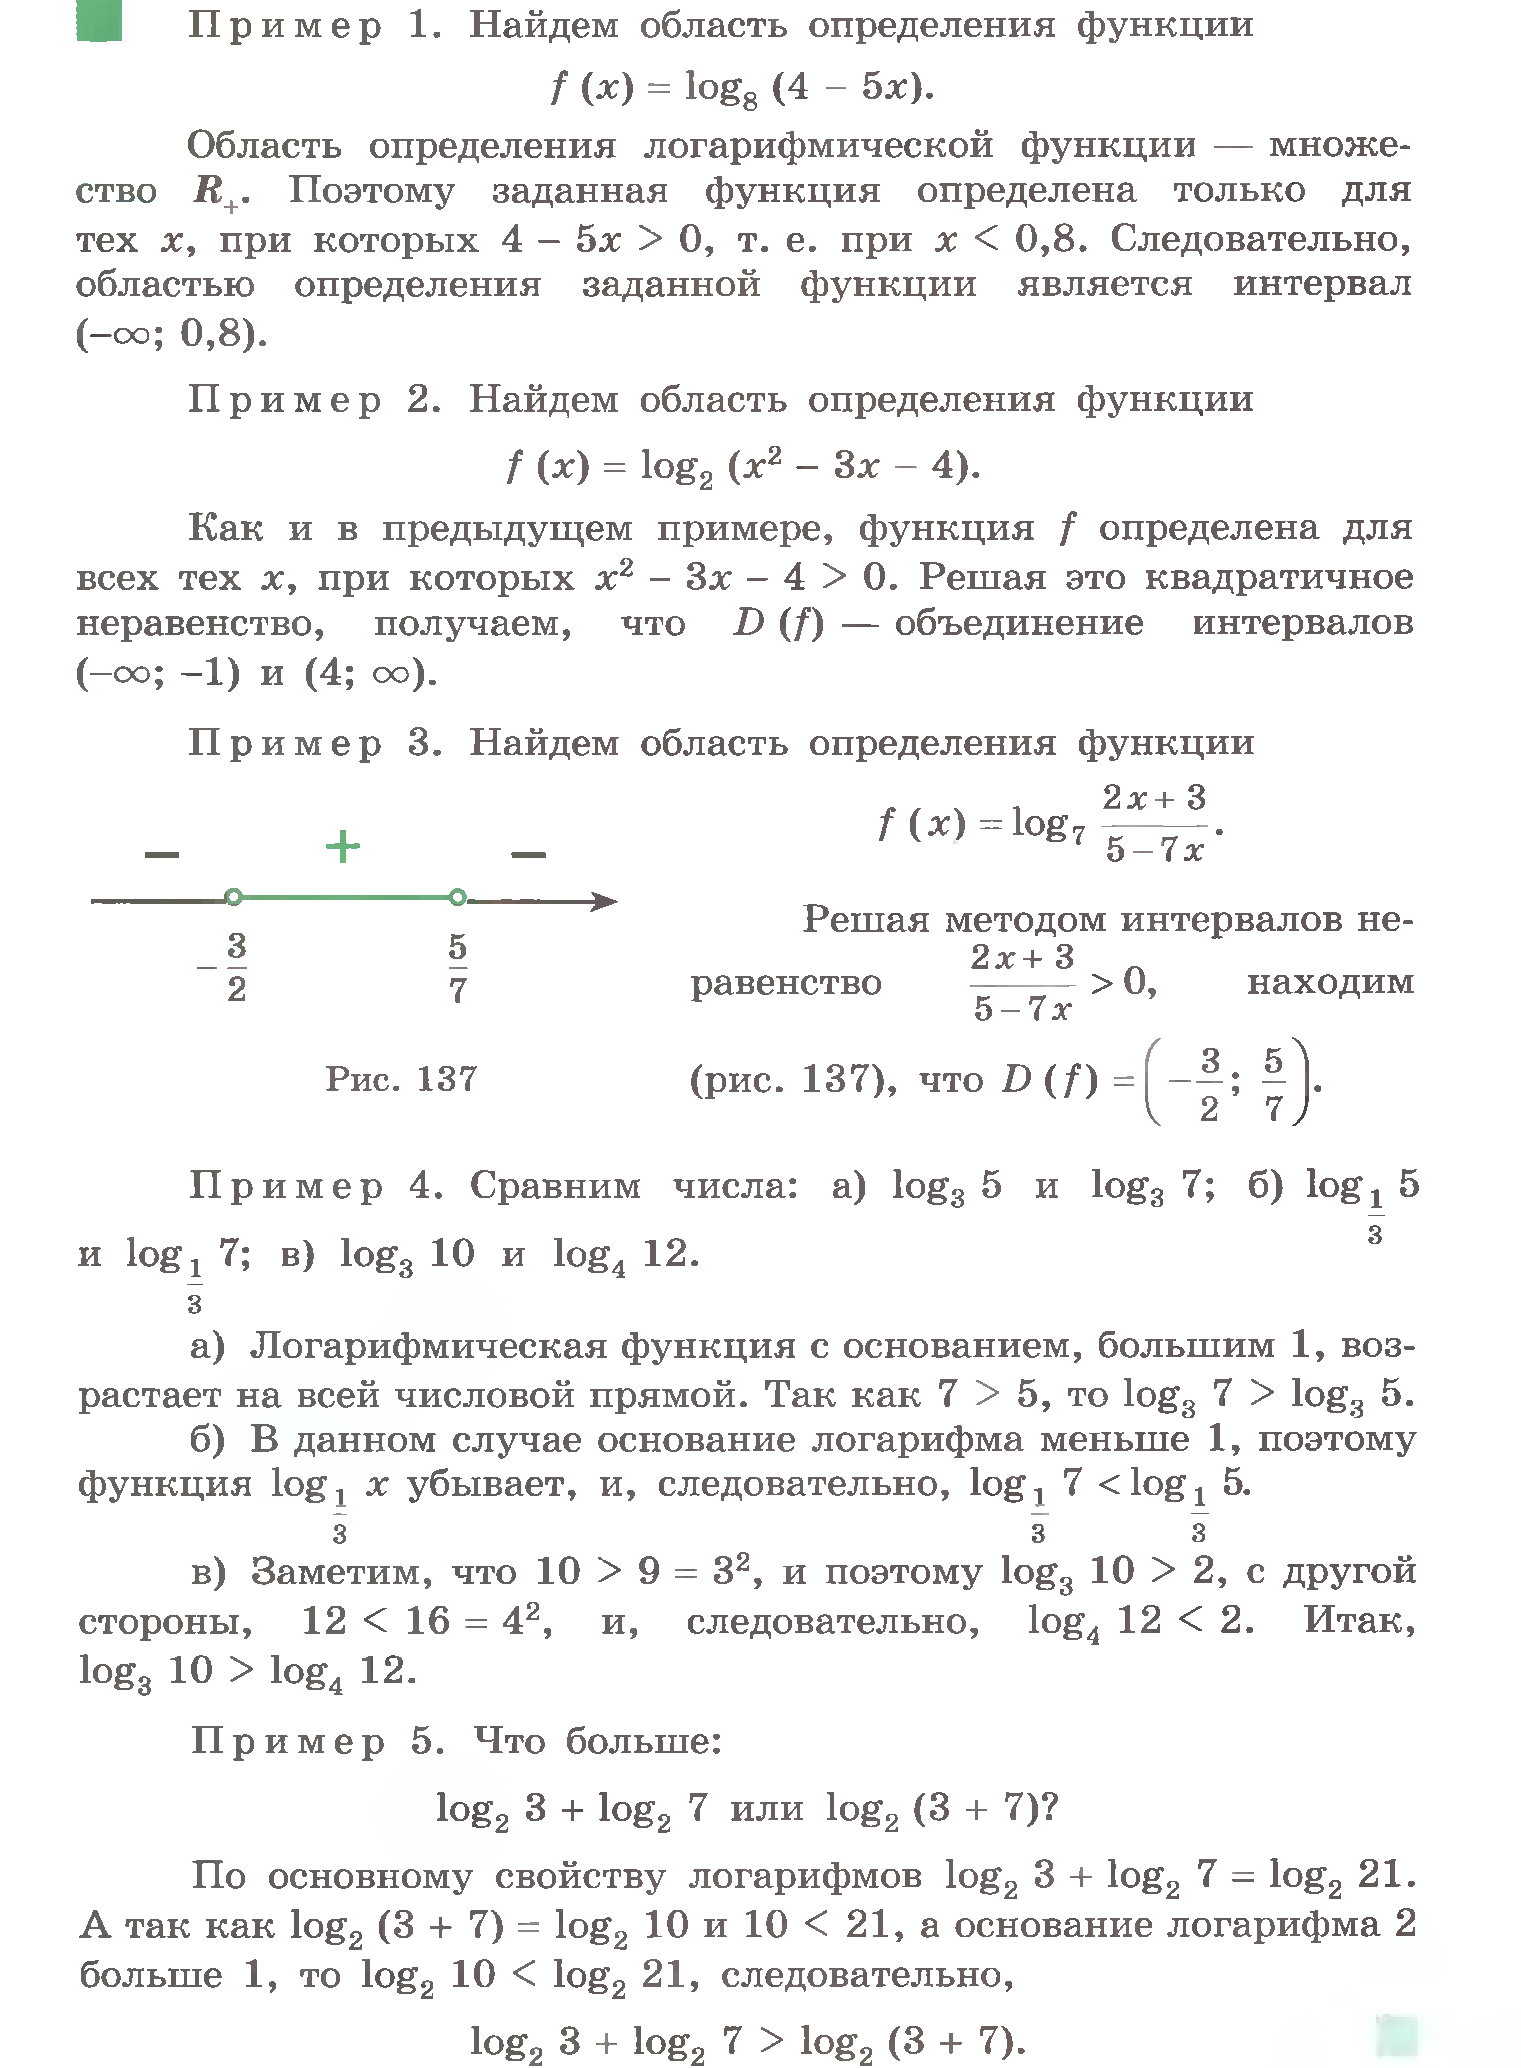 Пример 1. Найдем область определения функции
f (x) = log₈ (4 – 5x).
Область определения логарифмической функции — множе-
ство R₊. Поэтому заданная функция определена только для
тех x, при которых 4 – 5x > 0, т. е. при x < 0,8. Следовательно,
областью определения заданной функции является интервал
(–∞; 0,8).
Пример 2. Найдем область определения функции
f (x) = log₂ (x² – 3x – 4).
Как и в предыдущем примере, функция f определена для
всех тех x, при которых x² – 3x – 4 > 0. Решая это квадратичное
неравенство, получаем, что D (f) — объединение интервалов
(–∞; –1) и (4; ∞).
Пример 3. Найдем область определения функции
f (x) = log₇ (2x + 3)/(5 – 7x).
– + –
–3/2 5/7
Рис. 137
Решая методом интервалов не-
равенство (2x + 3)/(5 – 7x) > 0, находим
(рис. 137), что D (f) = (–3/2; 5/7).
Пример 4. Сравним числа: а) log₃ 5 и log₃ 7; б) log_{1/3} 5
и log_{1/3} 7; в) log₃ 10 и log₄ 12.
а) Логарифмическая функция с основанием, большим 1, воз-
растает на всей числовой прямой. Так как 7 > 5, то log₃ 7 > log₃ 5.
б) В данном случае основание логарифма меньше 1, поэтому
функция log_{1/3} x убывает, и, следовательно, log_{1/3} 7 < log_{1/3} 5.
в) Заметим, что 10 > 9 = 3², и поэтому log₃ 10 > 2, с другой
стороны, 12 < 16 = 4², и, следовательно, log₄ 12 < 2. Итак,
log₃ 10 > log₄ 12.
Пример 5. Что больше:
log₂ 3 + log₂ 7 или log₂ (3 + 7)?
По основному свойству логарифмов log₂ 3 + log₂ 7 = log₂ 21.
А так как log₂ (3 + 7) = log₂ 10 и 10 < 21, а основание логарифма 2
больше 1, то log₂ 10 < log₂ 21, следовательно,
log₂ 3 + log₂ 7 > log₂ (3 + 7).